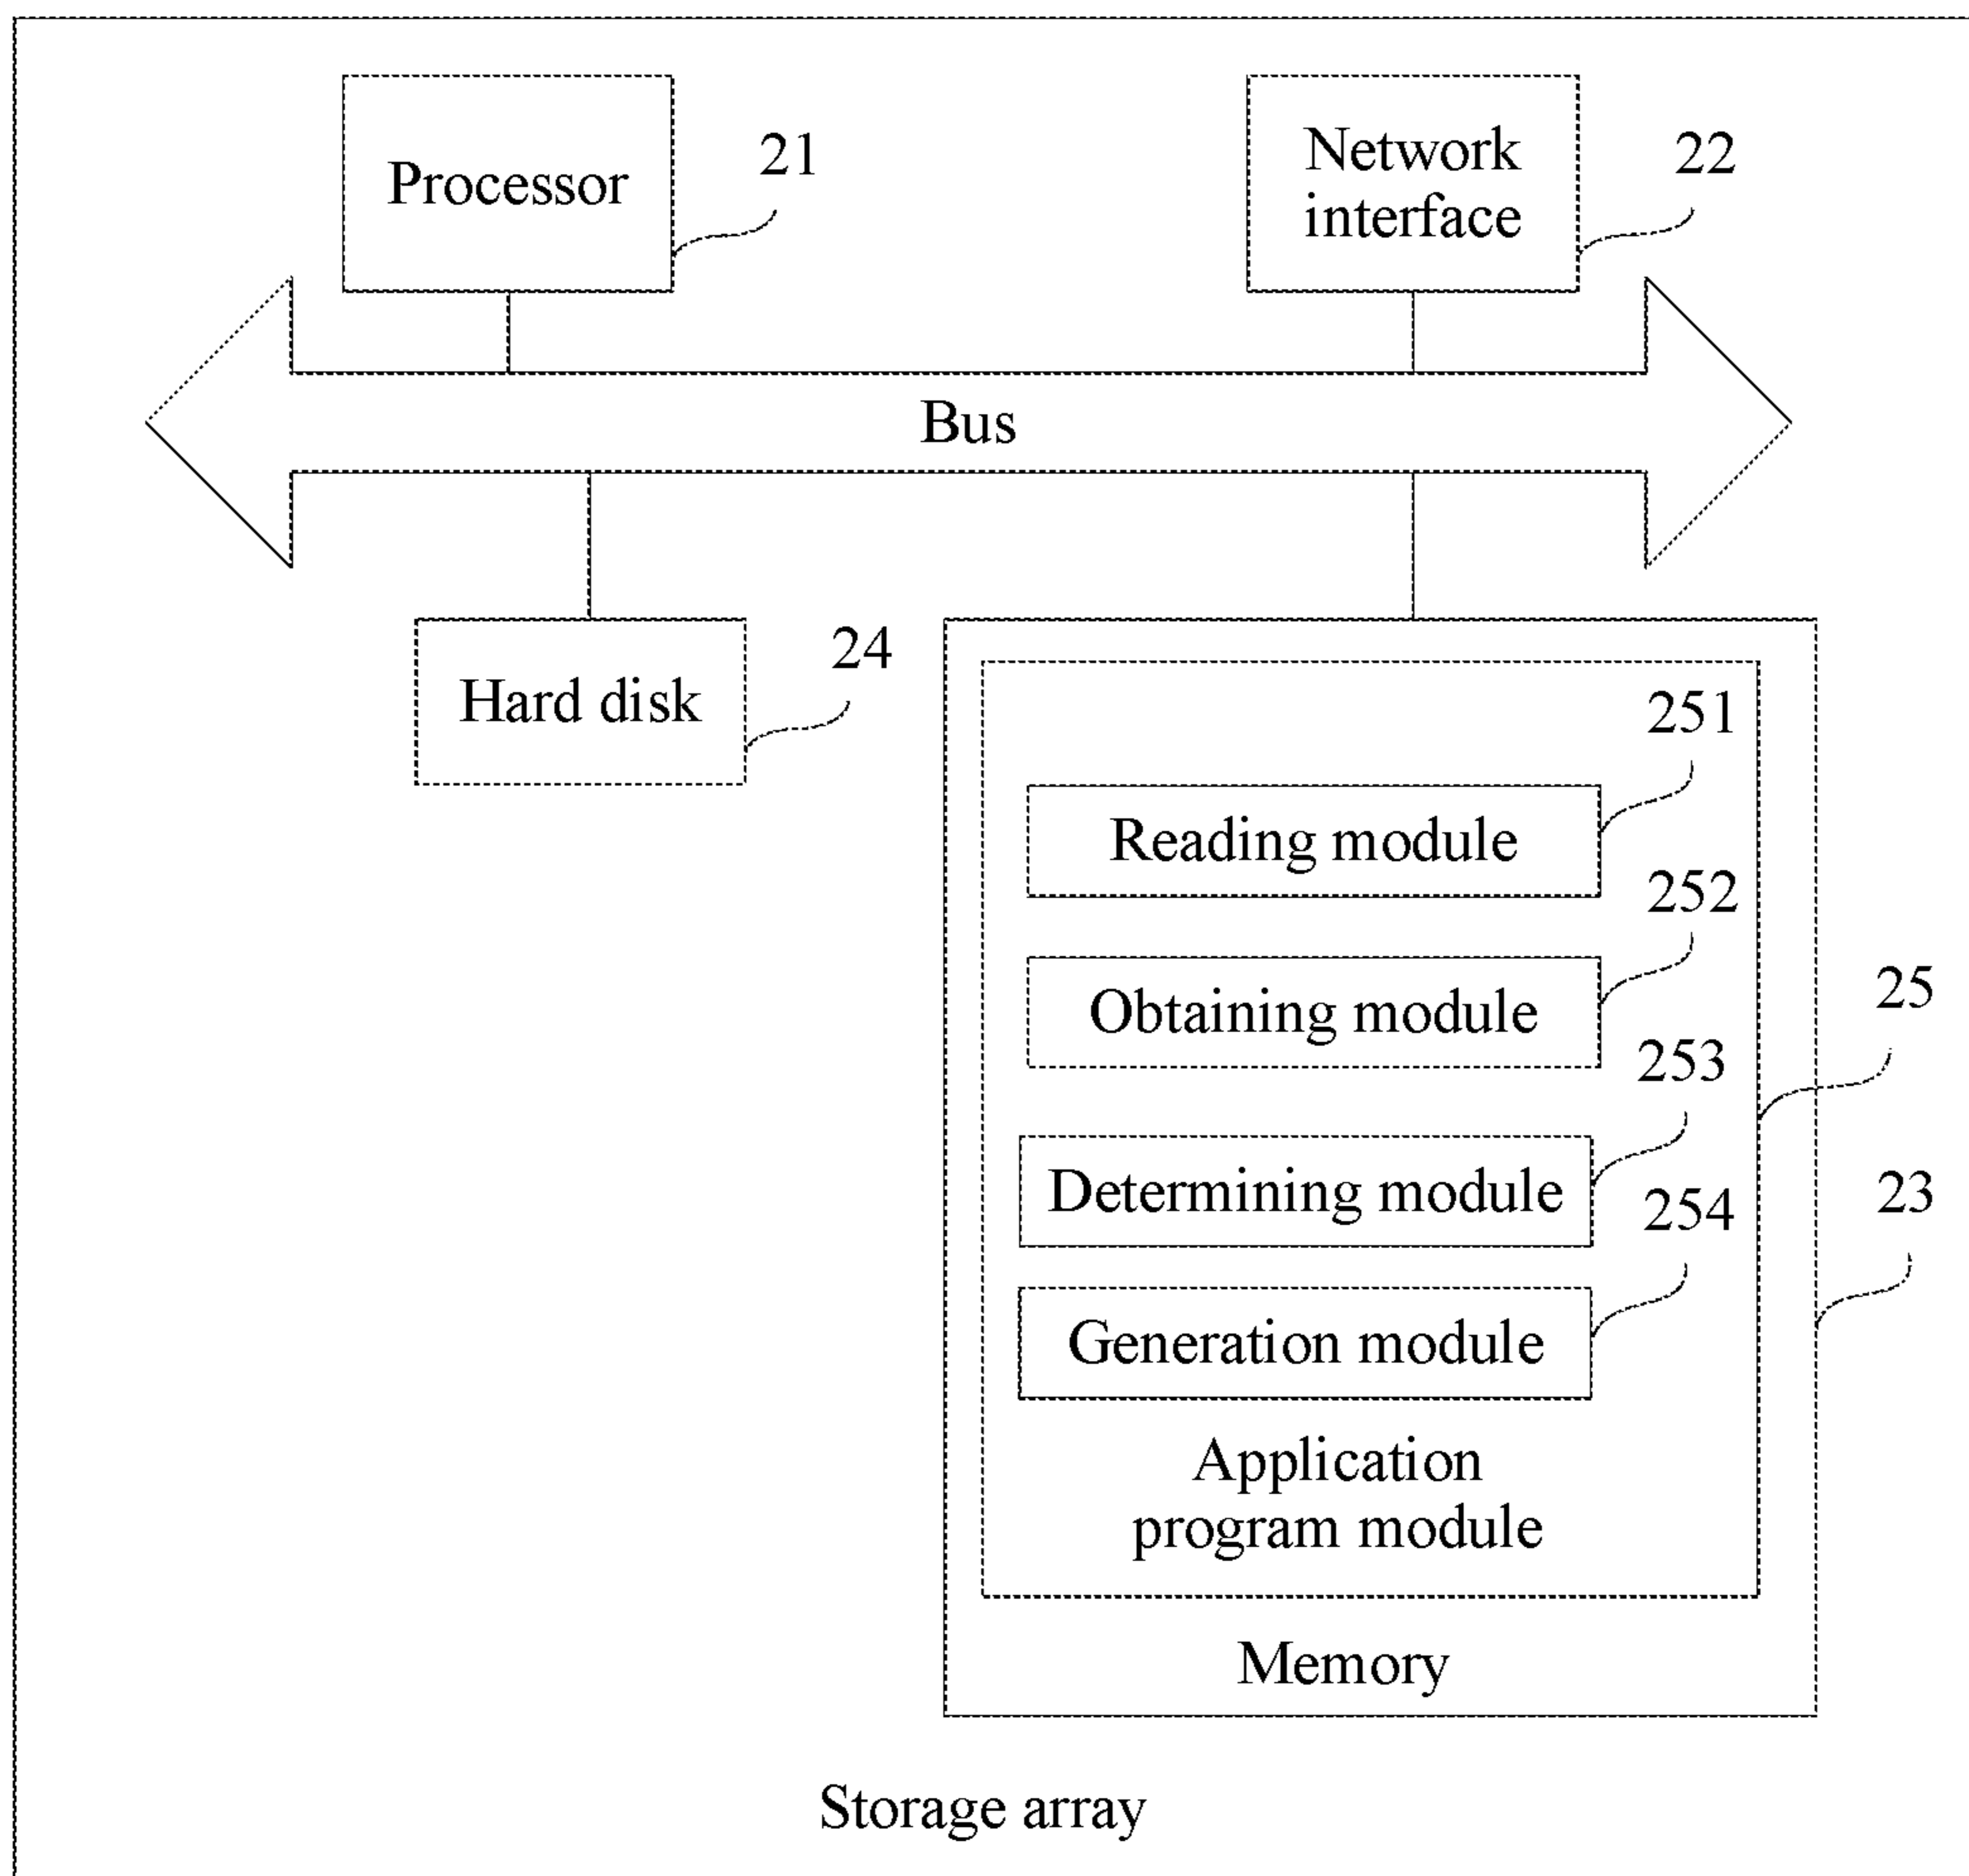 Processor
21
Network
interface
22
Bus
Hard disk
24
251
Reading module
252
Obtaining module
25
253
Determining module
23
254
Generation module
Application
program module
Memory
Storage array